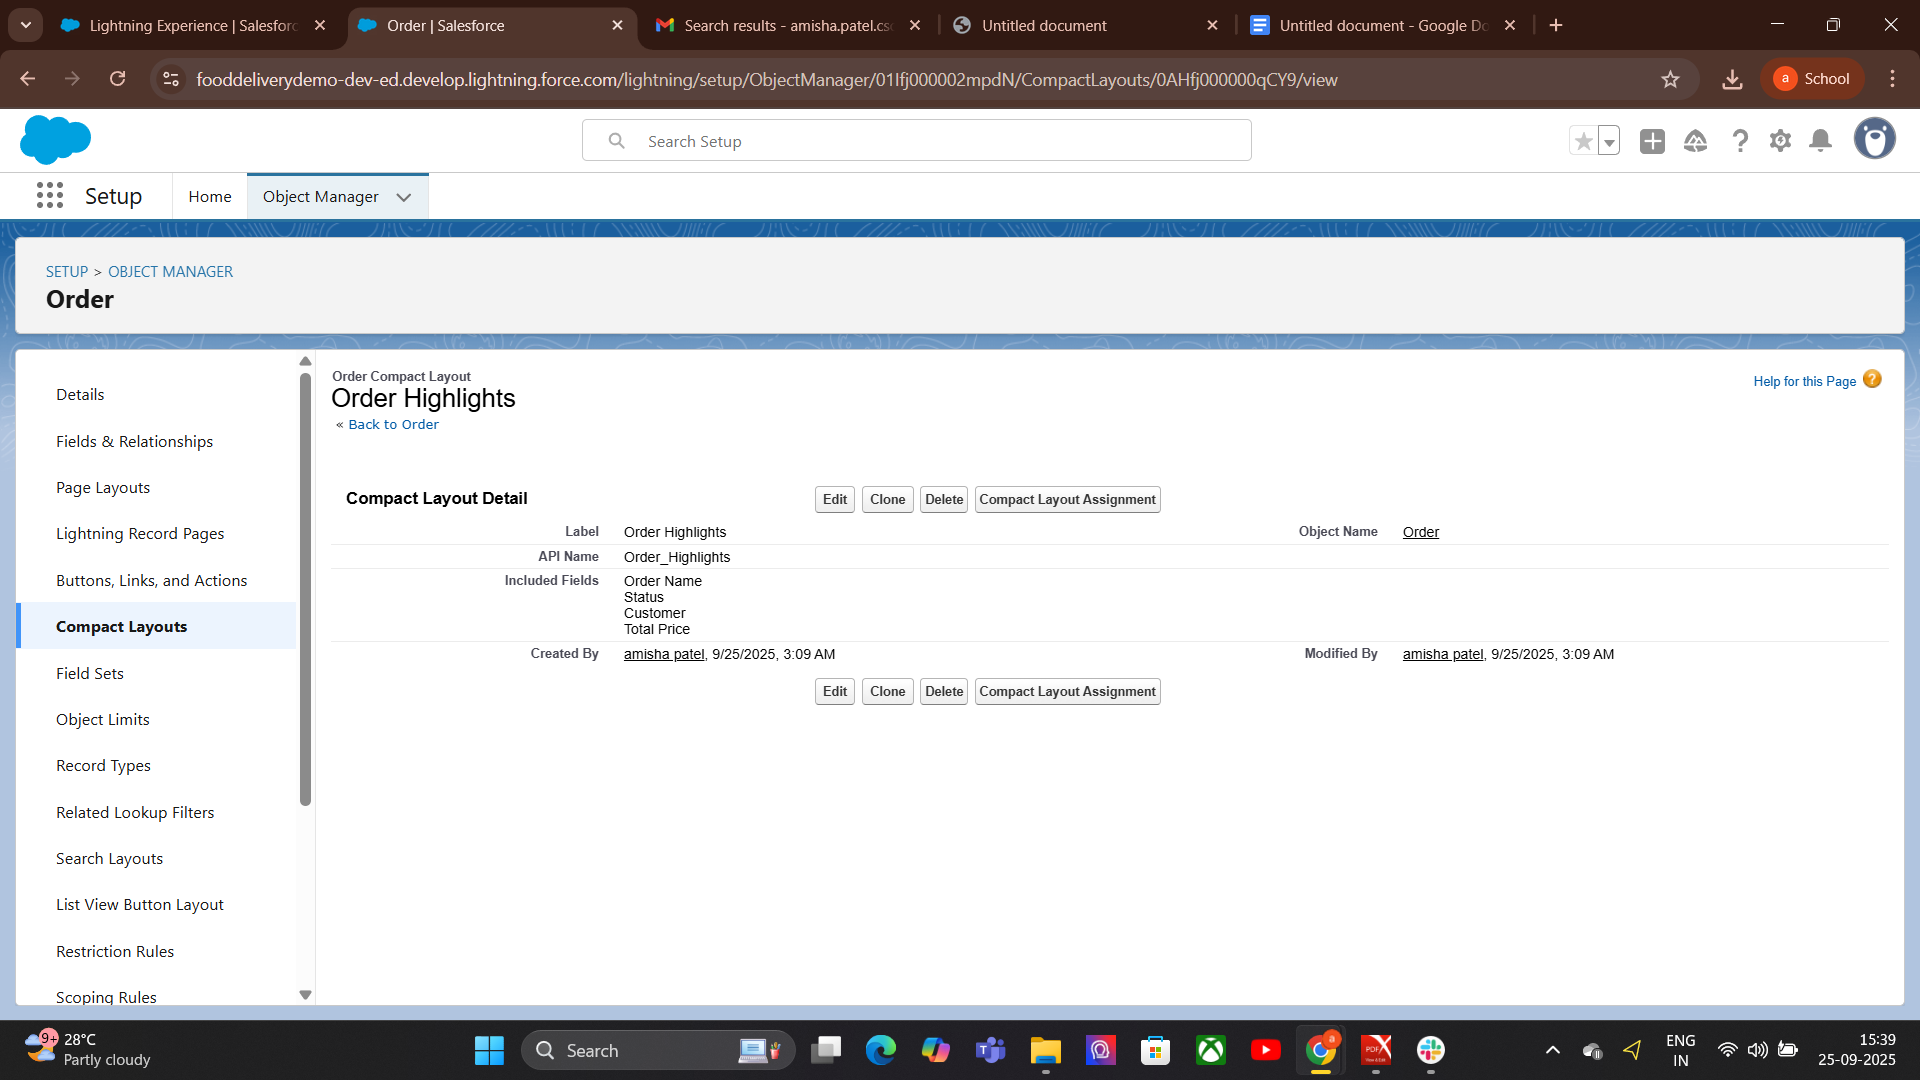 Lightning Experience | Salesforc
Order | Salesforce
Search results - amisha.patel.cs
Untitled document
Untitled document - Google Do
fooddeliverydemo-dev-ed.develop.lightning.force.com/lightning/setup/ObjectManager/01Ifj000002mpdN/CompactLayouts/0AHfj000000qCY9/view
a
School
Search Setup
Setup
Home
Object Manager
SETUP > OBJECT MANAGER
Order
Details
Fields & Relationships
Page Layouts
Lightning Record Pages
Buttons, Links, and Actions
Compact Layouts
Field Sets
Object Limits
Record Types
Related Lookup Filters
Search Layouts
List View Button Layout
Restriction Rules
Scoping Rules
Order Compact Layout
Order Highlights
« Back to Order
Help for this Page ?
Compact Layout Detail
Edit Clone Delete Compact Layout Assignment
Label Order Highlights Object Name Order
API Name Order_Highlights
Included Fields Order Name
Status
Customer
Total Price
Created By amisha patel, 9/25/2025, 3:09 AM Modified By amisha patel, 9/25/2025, 3:09 AM
Edit Clone Delete Compact Layout Assignment
9+
28°C
Partly cloudy
Search
a
PDF
ENG
IN
15:39
25-09-2025